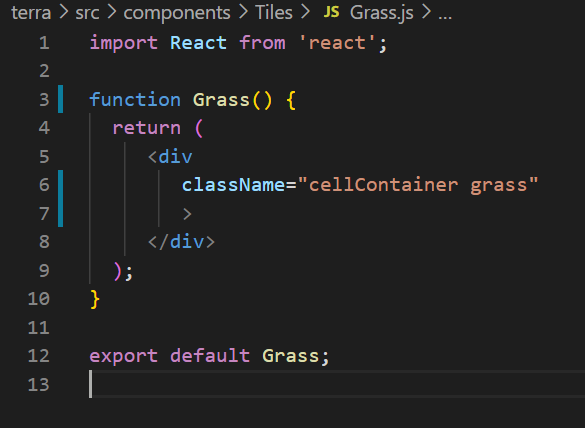 terra > src > components > Tiles > JS Grass.js > ...
1 import React from 'react';
2
3 function Grass() {
4   return (
5     <div
6       className="cellContainer grass"
7       >
8     </div>
9   );
10 }
11
12 export default Grass;
13